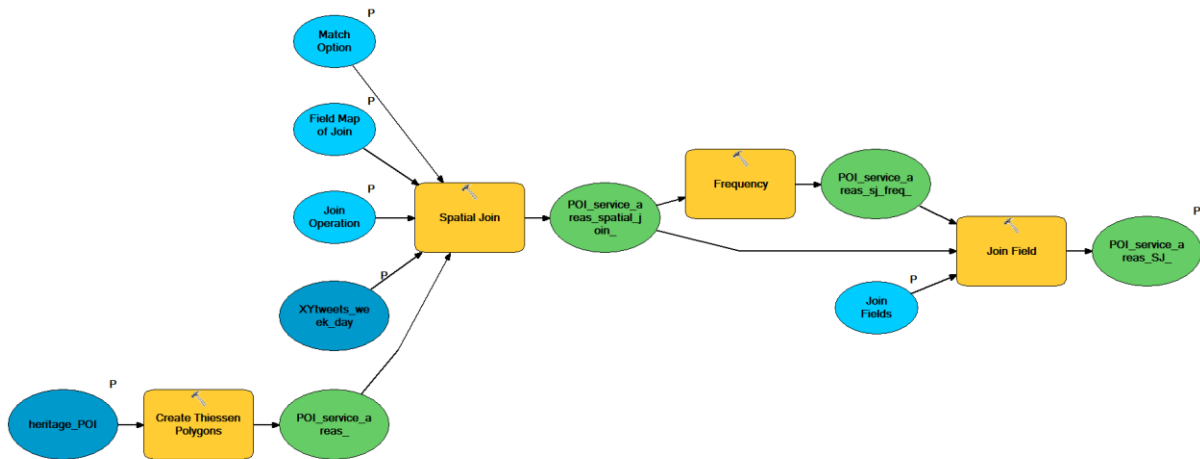 P
Match
Option
P
Field Map
of Join
P
Join
Operation
P
XYtweets_we
ek_day
P
heritage_POI
Create Thiessen
Polygons
POI_service_a
reas_
Spatial Join
POI_service_a
reas_spatial_j
oin_
Frequency
POI_service_a
reas_sj_freq_
P
Join
Fields
Join Field
P
POI_service_a
reas_SJ_